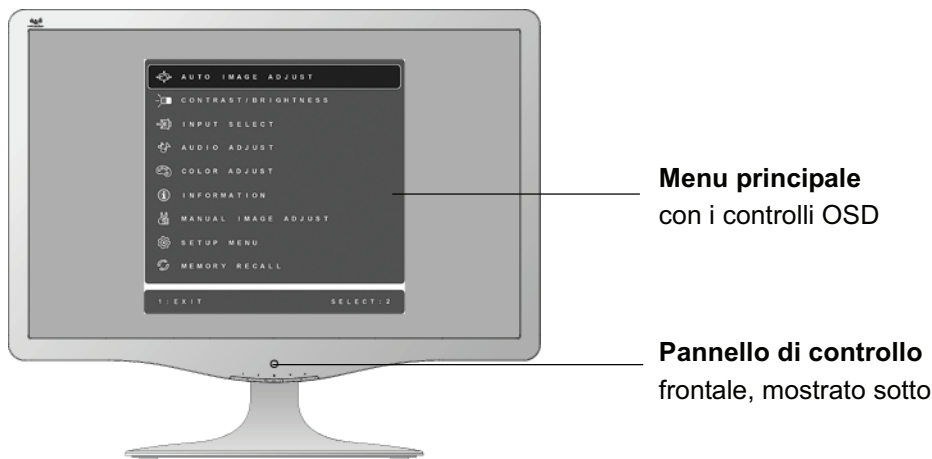 AUTO IMAGE ADJUST
CONTRAST/BRIGHTNESS
INPUT SELECT
AUDIO ADJUST
COLOR ADJUST
INFORMATION
MANUAL IMAGE ADJUST
SETUP MENU
MEMORY RECALL
1:EXIT SELECT:2
Menu principale
con i controlli OSD
Pannello di controllo
frontale, mostrato sotto